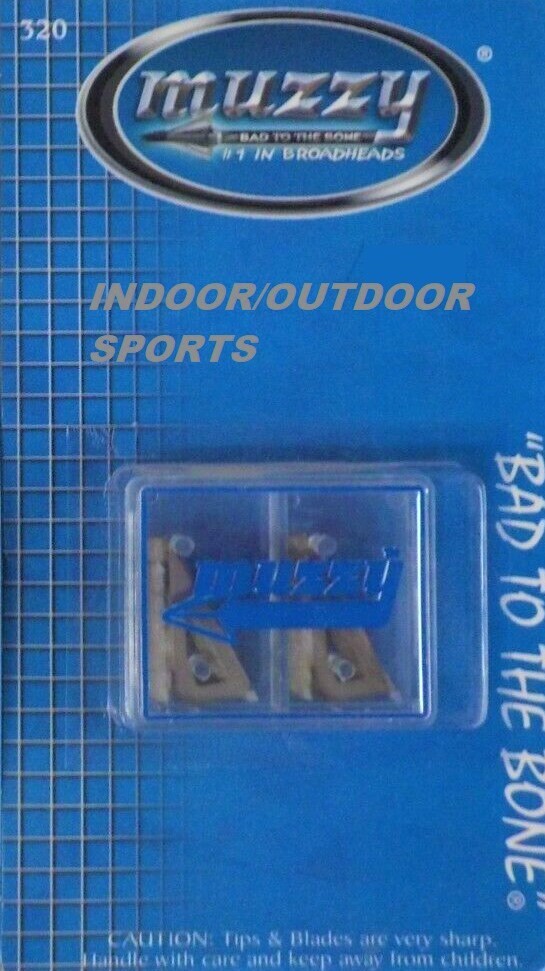 320
muzzy
®
BAD TO THE BONE
#1 IN BROADHEADS
INDOOR/OUTDOOR
SPORTS
muzzy
"BAD TO THE BONE"®
CAUTION: Tips & Blades are very sharp.
Handle with care and keep away from children.